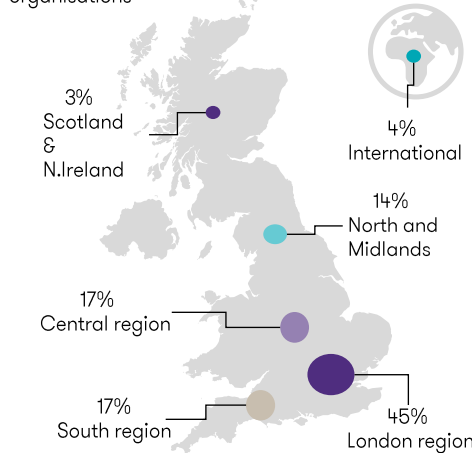 organisations
3%
Scotland
&
N.Ireland
4%
International
14%
North and
Midlands
17%
Central region
17%
South region
45%
London region